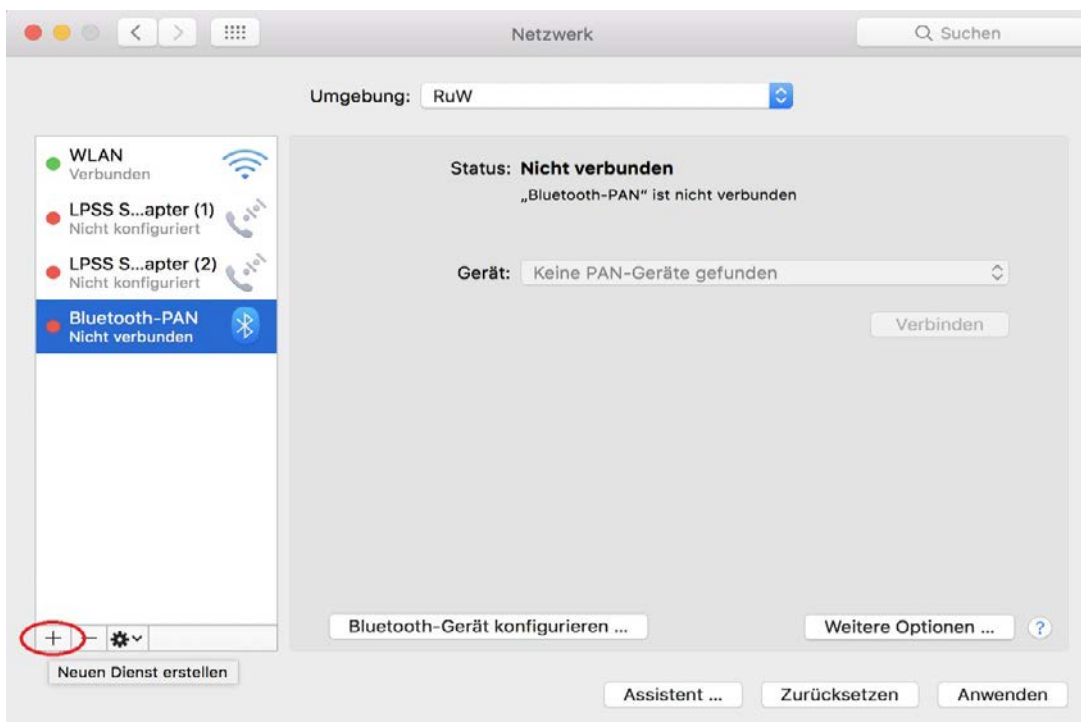 Netzwerk
Suchen
Umgebung: RuW
WLAN
Verbunden
LPSS S...apter (1)
Nicht konfiguriert
LPSS S...apter (2)
Nicht konfiguriert
Bluetooth-PAN
Nicht verbunden
Status: Nicht verbunden
„Bluetooth-PAN“ ist nicht verbunden
Gerät: Keine PAN-Geräte gefunden
Verbinden
Bluetooth-Gerät konfigurieren ...
Weitere Optionen ... ?
Neuen Dienst erstellen
Assistent ... Zurücksetzen Anwenden